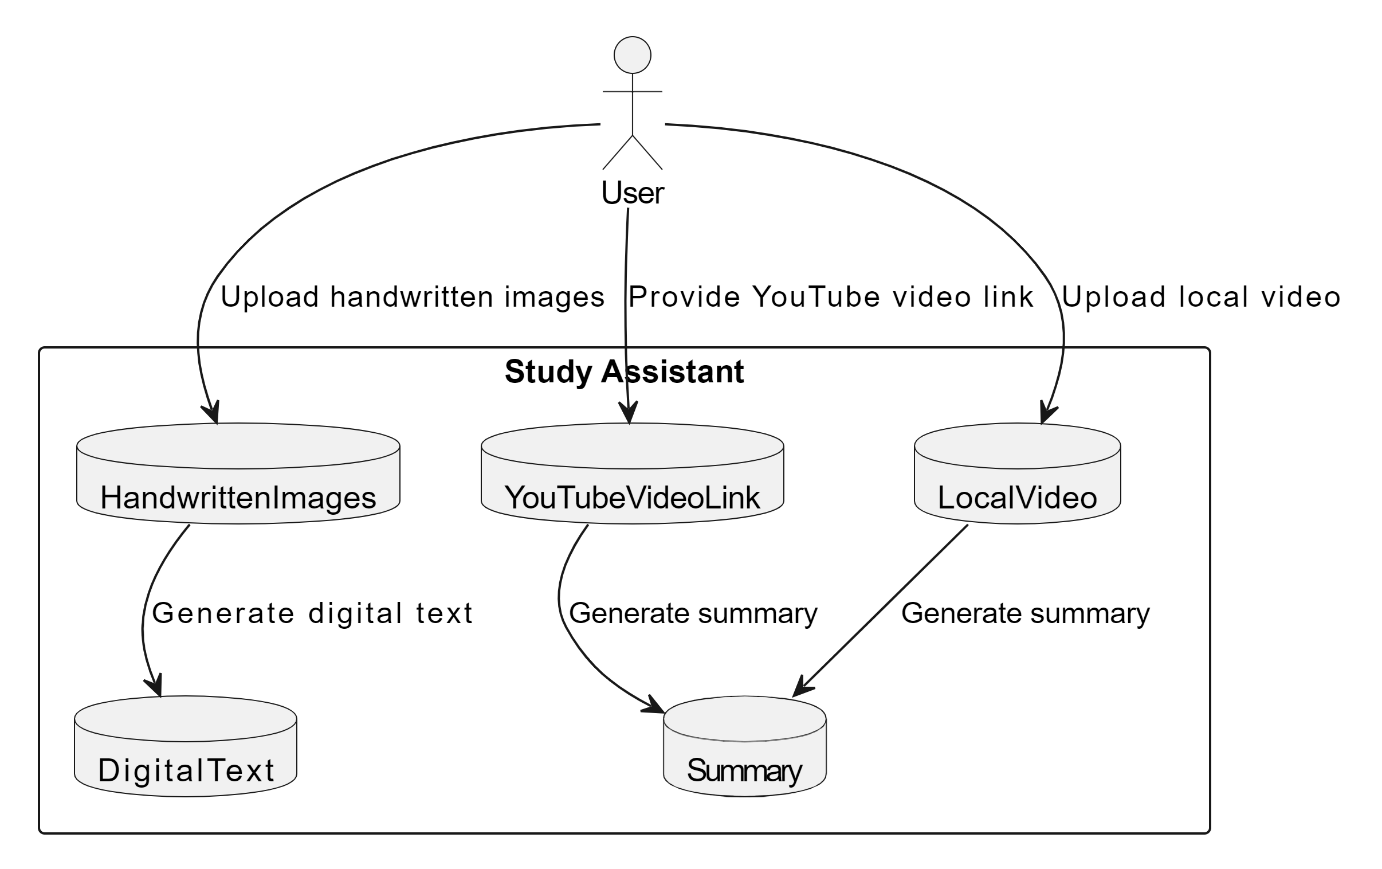 User
Upload handwritten images
Provide YouTube video link
Upload local video
Study Assistant
HandwrittenImages
YouTubeVideoLink
LocalVideo
Generate digital text
Generate summary
Generate summary
DigitalText
Summary